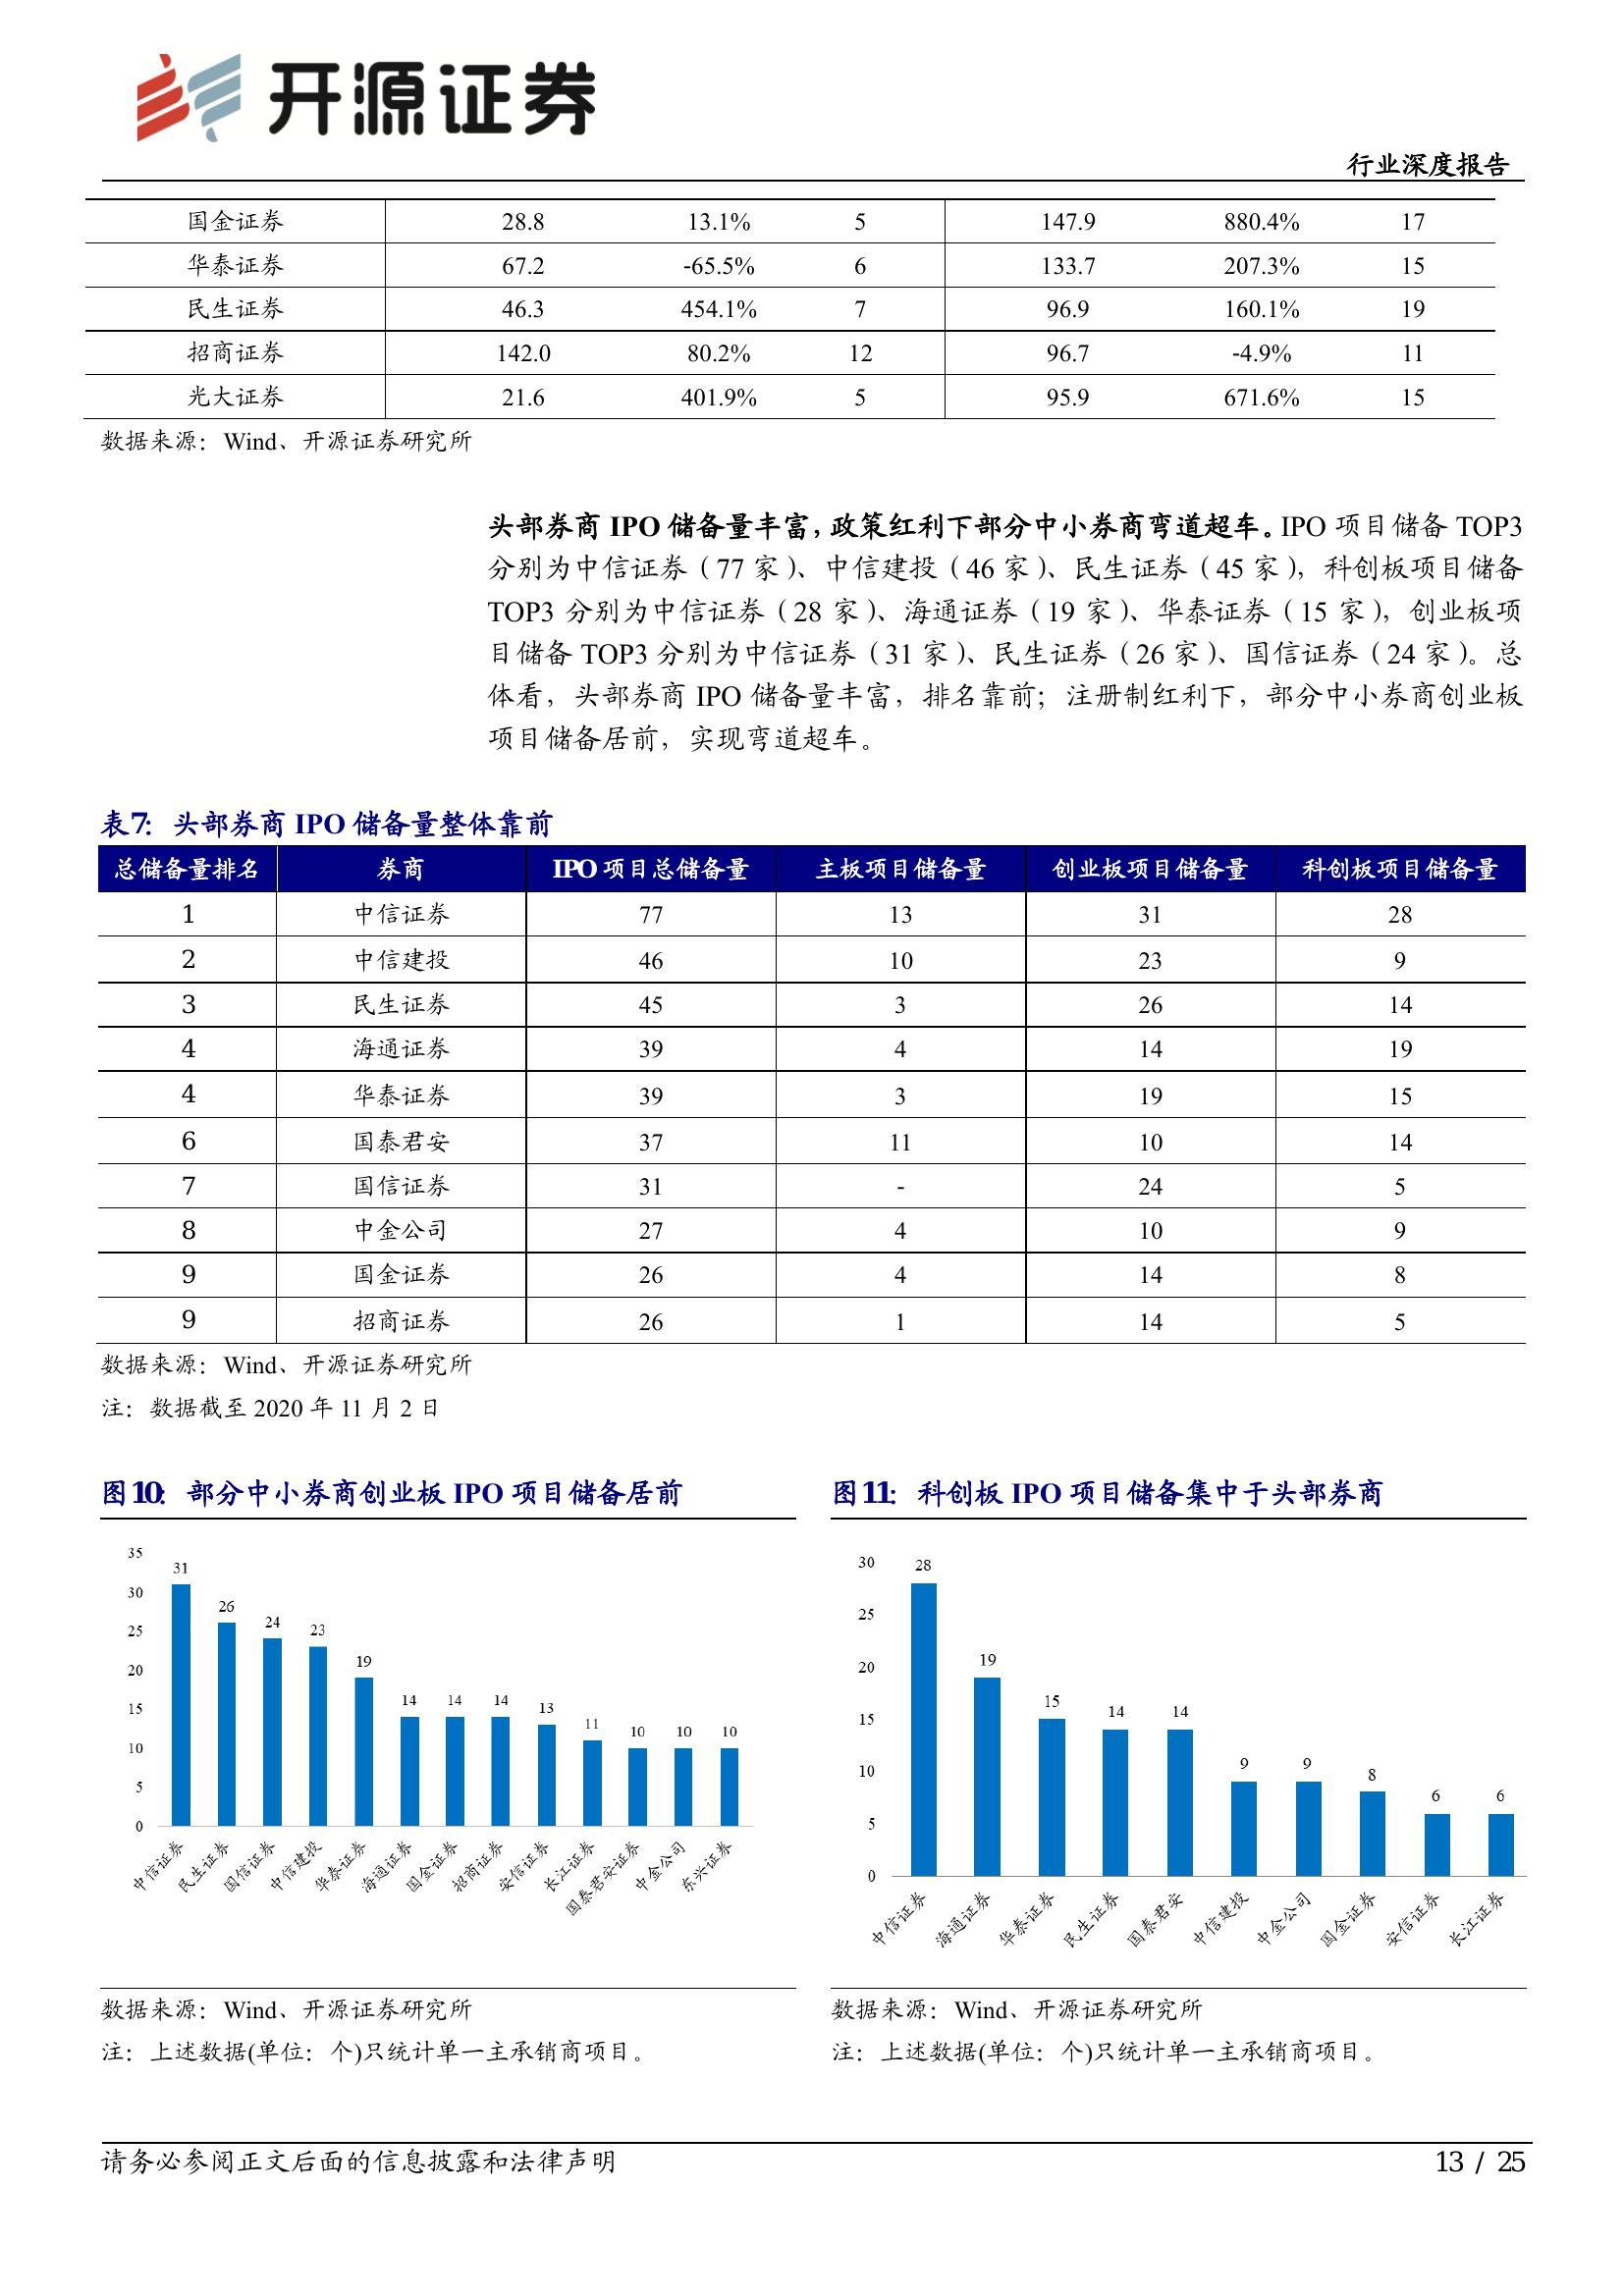 开源证券
行业深度报告
国金证券 28.8 13.1% 5 147.9 880.4% 17
华泰证券 67.2 -65.5% 6 133.7 207.3% 15
民生证券 46.3 454.1% 7 96.9 160.1% 19
招商证券 142.0 80.2% 12 96.7 -4.9% 11
光大证券 21.6 401.9% 5 95.9 671.6% 15
数据来源：Wind、开源证券研究所
头部券商 IPO 储备量丰富，政策红利下部分中小券商弯道超车。IPO 项目储备 TOP3
分别为中信证券（77 家）、中信建投（46 家）、民生证券（45 家），科创板项目储备
TOP3 分别为中信证券（28 家）、海通证券（19 家）、华泰证券（15 家），创业板项
目储备 TOP3 分别为中信证券（31 家）、民生证券（26 家）、国信证券（24 家）。总
体看，头部券商 IPO 储备量丰富，排名靠前；注册制红利下，部分中小券商创业板
项目储备居前，实现弯道超车。
表7：头部券商 IPO 储备量整体靠前
总储备量排名 券商 IPO 项目总储备量 主板项目储备量 创业板项目储备量 科创板项目储备量
1 中信证券 77 13 31 28
2 中信建投 46 10 23 9
3 民生证券 45 3 26 14
4 海通证券 39 4 14 19
4 华泰证券 39 3 19 15
6 国泰君安 37 11 10 14
7 国信证券 31 - 24 5
8 中金公司 27 4 10 9
9 国金证券 26 4 14 8
9 招商证券 26 1 14 5
数据来源：Wind、开源证券研究所
注：数据截至 2020 年 11 月 2 日
图10：部分中小券商创业板 IPO 项目储备居前
35
30
25
20
15
10
5
0
31 26 24 23 19 14 14 14 13 11 10 10 10
中信证券 民生证券 国信证券 中信建投 华泰证券 海通证券 国金证券 招商证券 安信证券 长江证券 国泰君安证券 中金公司 东兴证券
数据来源：Wind、开源证券研究所
注：上述数据(单位：个)只统计单一主承销商项目。
图11：科创板 IPO 项目储备集中于头部券商
30
25
20
15
10
5
0
28 19 15 14 14 9 9 8 6 6
中信证券 海通证券 华泰证券 民生证券 国泰君安 中信建投 中金公司 国金证券 安信证券 长江证券
数据来源：Wind、开源证券研究所
注：上述数据(单位：个)只统计单一主承销商项目。
请务必参阅正文后面的信息披露和法律声明
13 / 25